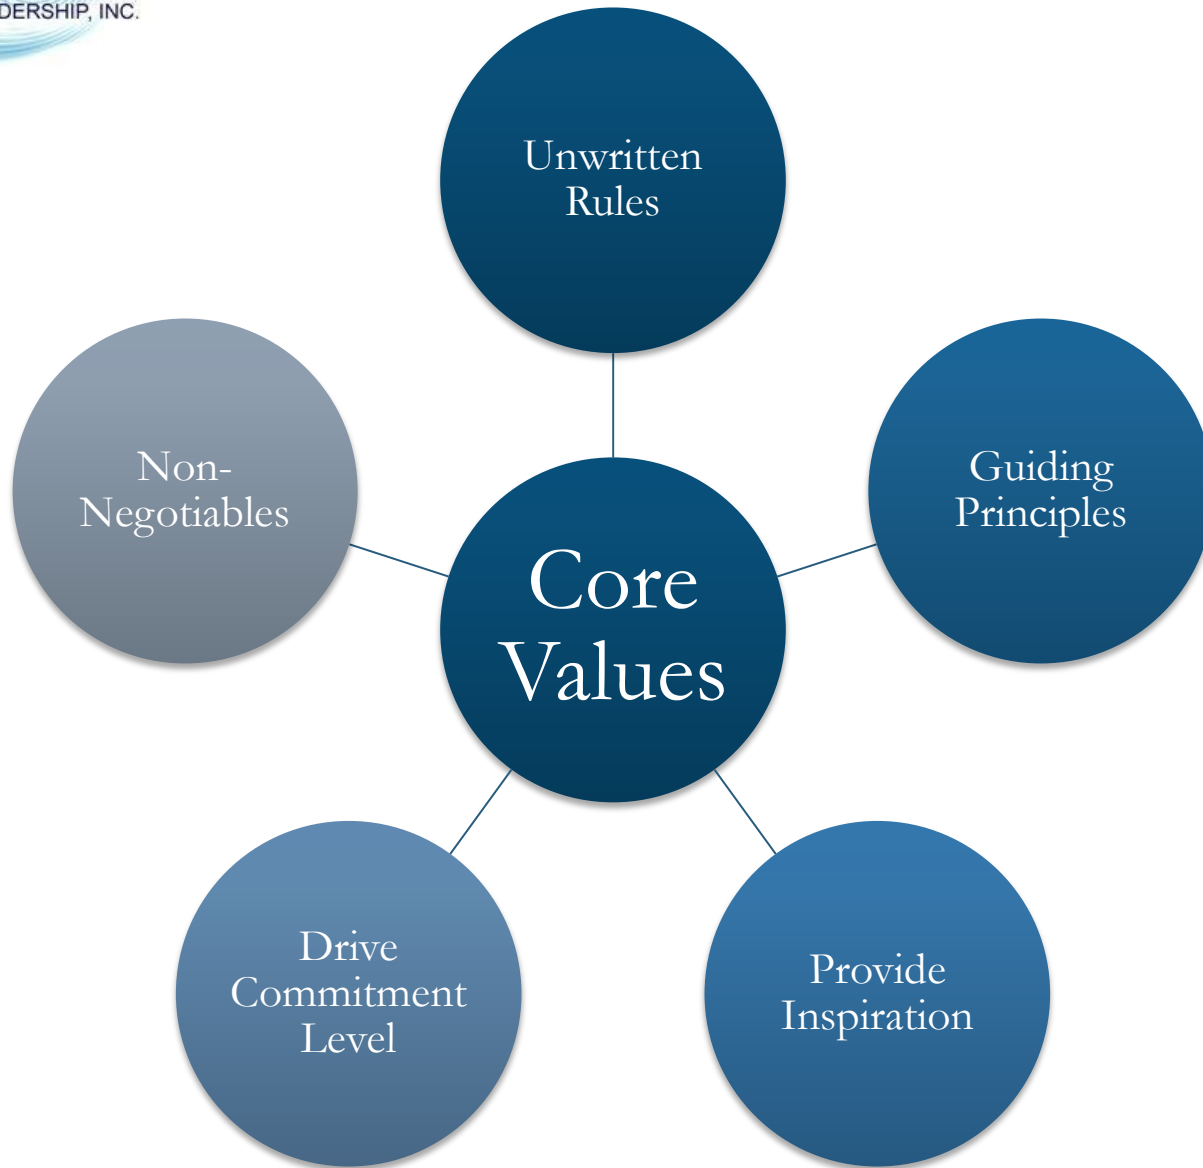 DERSHIP, INC.
Unwritten
Rules
Non-
Negotiables
Guiding
Principles
Core
Values
Drive
Commitment
Level
Provide
Inspiration